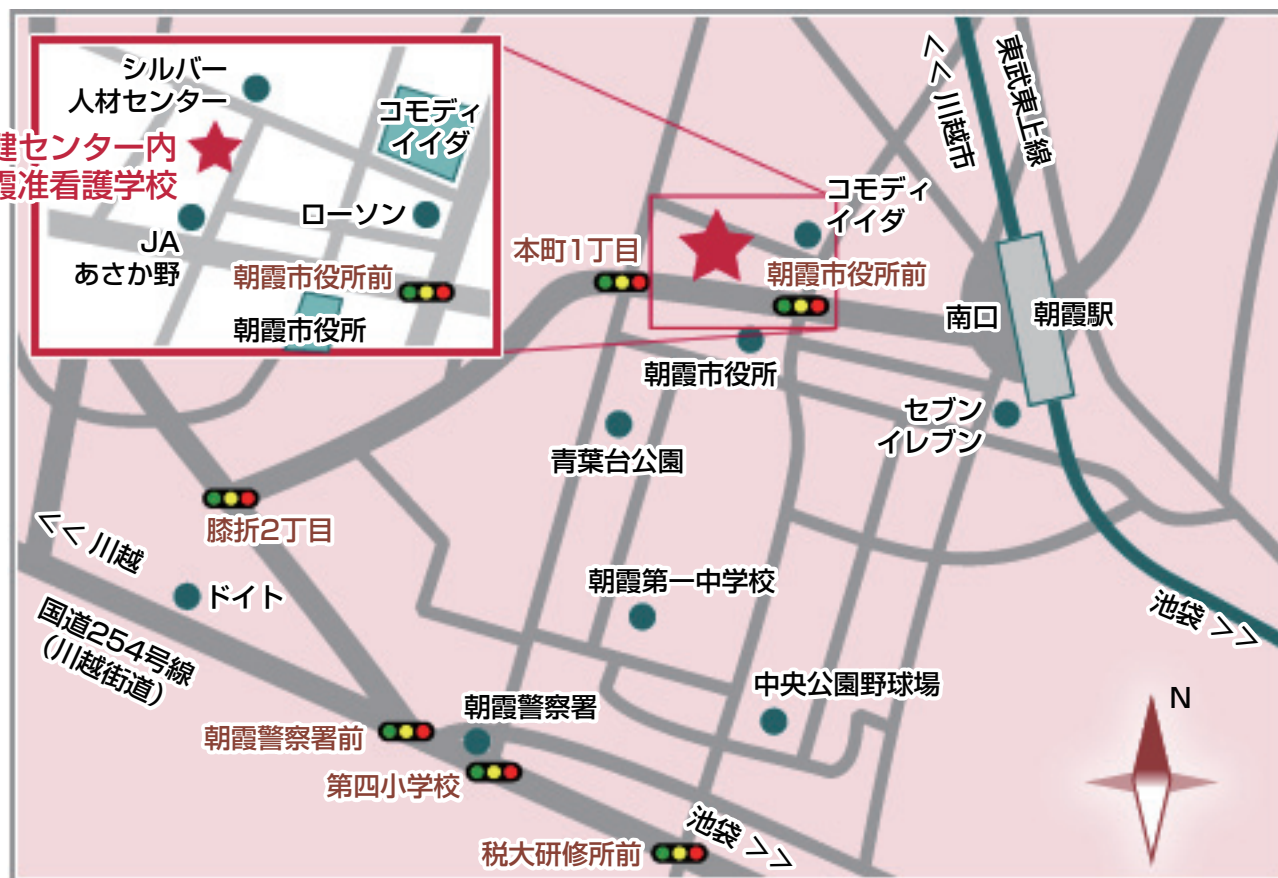 シルバー
人材センター
コモディ
イイダ
健センター内
霞准看護学校
ローソン
JA
あさか野
朝霞市役所前
朝霞市役所
<< 川越市
東武東上線
コモディ
イイダ
本町1丁目
朝霞市役所前
南口
朝霞駅
朝霞市役所
セブン
イレブン
青葉台公園
膝折2丁目
<< 川越
ドイト
国道254号線
(川越街道)
朝霞第一中学校
池袋 >>
中央公園野球場
朝霞警察署
朝霞警察署前
第四小学校
池袋 >>
税大研修所前
N